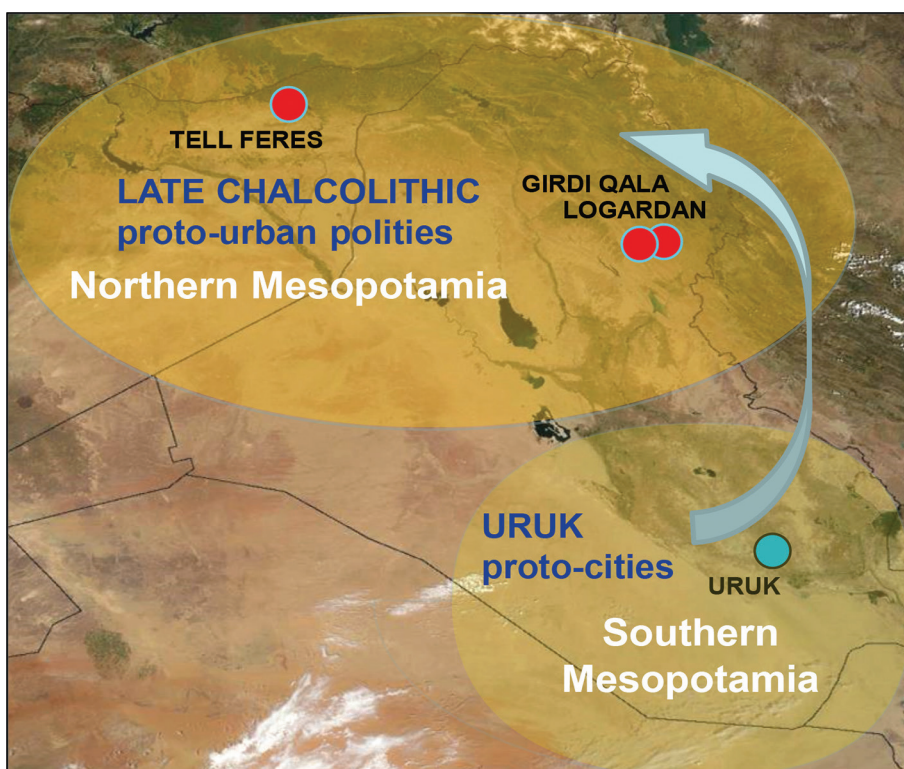 TELL FERES
LATE CHALCOLITHIC
proto-urban polities
Northern Mesopotamia
GIRDI QALA
LOGARDAN
URUK
proto-cities
URUK
Southern
Mesopotamia